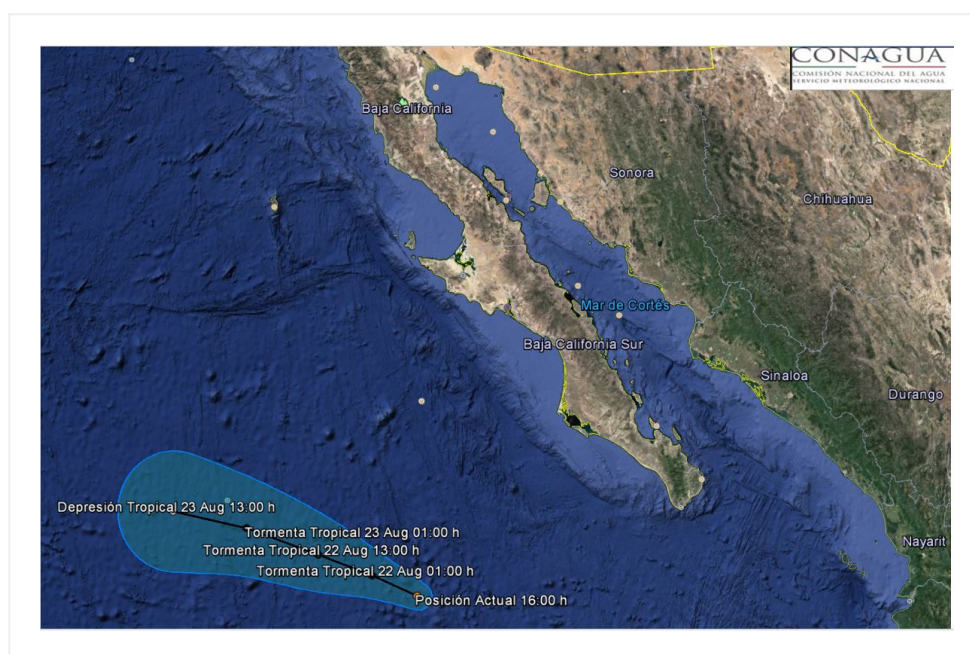 CONAGUA
COMISIÓN NACIONAL DEL AGUA
SERVICIO METEOROLÓGICO NACIONAL
Baja California
Sonora
Chihuahua
Mar de Cortés
Baja California Sur
Sinaloa
Durango
Depresión Tropical 23 Aug 13:00 h
Tormenta Tropical 23 Aug 01:00 h
Nayarit
Tormenta Tropical 22 Aug 13:00 h
Tormenta Tropical 22 Aug 01:00 h
Posición Actual 16:00 h